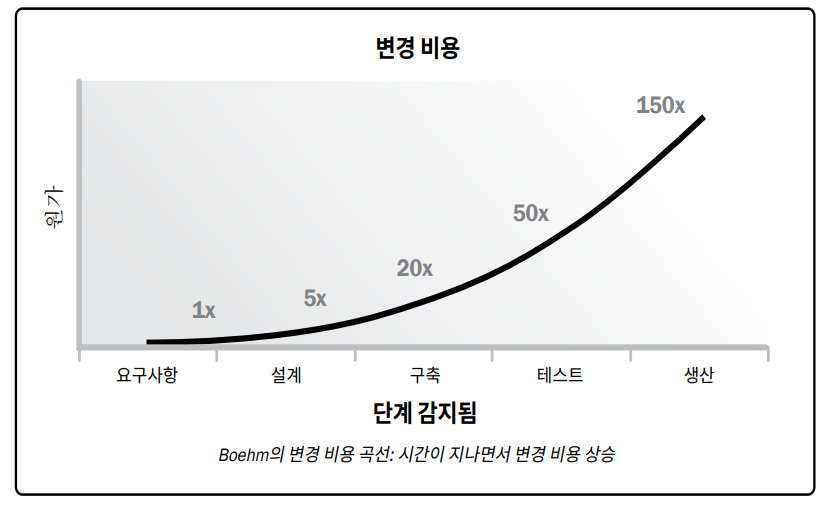 변경 비용
150x
50x
20x
5x
1x
원가
요구사항 설계 구축 테스트 생산
단계 감지됨
Boehm의 변경 비용 곡선: 시간이 지나면서 변경 비용 상승